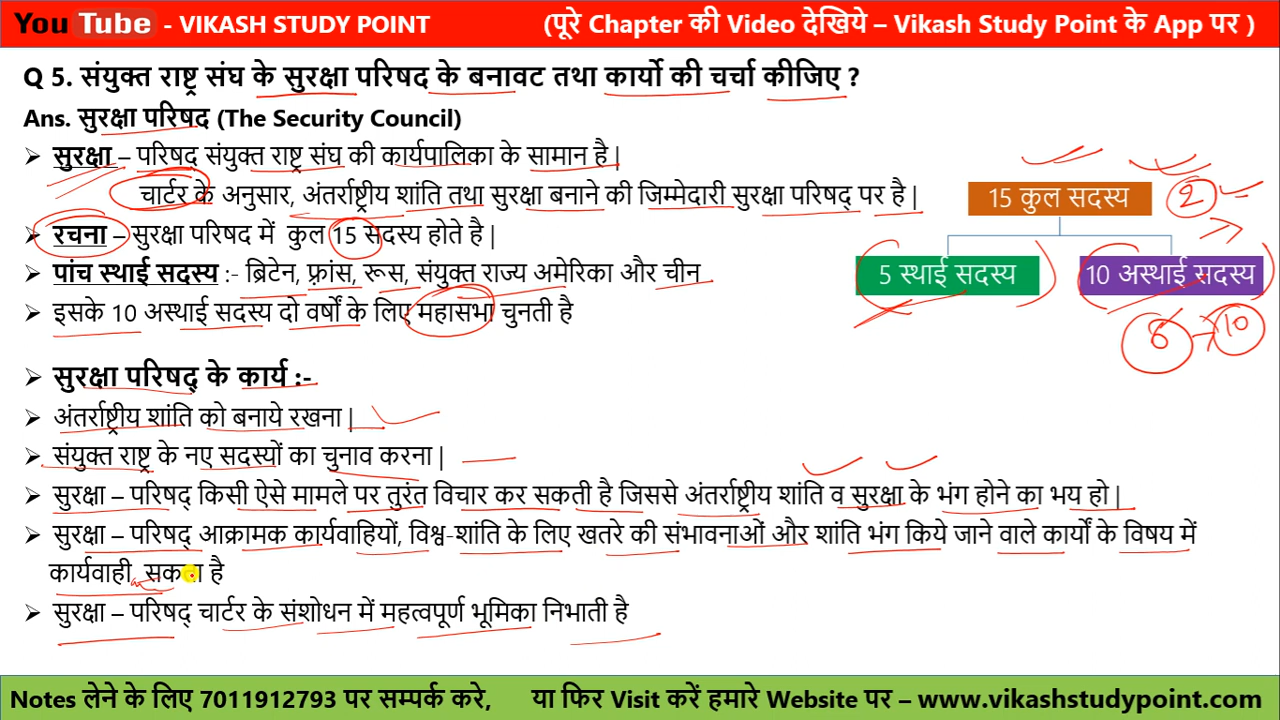 You Tube - VIKASH STUDY POINT (पूरे Chapter की Video देखिये – Vikash Study Point के App पर )
Q 5. संयुक्त राष्ट्र संघ के सुरक्षा परिषद के बनावट तथा कार्यो की चर्चा कीजिए ?
Ans. सुरक्षा परिषद (The Security Council)
➢ सुरक्षा – परिषद् संयुक्त राष्ट्र संघ की कार्यपालिका के सामान है |
चार्टर के अनुसार, अंतर्राष्ट्रीय शांति तथा सुरक्षा बनाने की जिम्मेदारी सुरक्षा परिषद् पर है |
15 कुल सदस्य 2
➢ रचना – सुरक्षा परिषद में कुल 15 सदस्य होते है |
➢ पांच स्थाई सदस्य :- ब्रिटेन, फ़्रांस, रूस, संयुक्त राज्य अमेरिका और चीन
5 स्थाई सदस्य 10 अस्थाई सदस्य
➢ इसके 10 अस्थाई सदस्य दो वर्षों के लिए महासभा चुनती है
6 → 10
➢ सुरक्षा परिषद् के कार्य :-
➢ अंतर्राष्ट्रीय शांति को बनाये रखना |
➢ संयुक्त राष्ट्र के नए सदस्यों का चुनाव करना |
➢ सुरक्षा – परिषद् किसी ऐसे मामले पर तुरंत विचार कर सकती है जिससे अंतर्राष्ट्रीय शांति व सुरक्षा के भंग होने का भय हो |
➢ सुरक्षा – परिषद् आक्रामक कार्यवाहियों, विश्व-शांति के लिए खतरे की संभावनाओं और शांति भंग किये जाने वाले कार्यों के विषय में
कार्यवाही सकता है
➢ सुरक्षा – परिषद् चार्टर के संशोधन में महत्वपूर्ण भूमिका निभाती है
Notes लेने के लिए 7011912793 पर सम्पर्क करे, या फिर Visit करें हमारे Website पर – www.vikashstudypoint.com